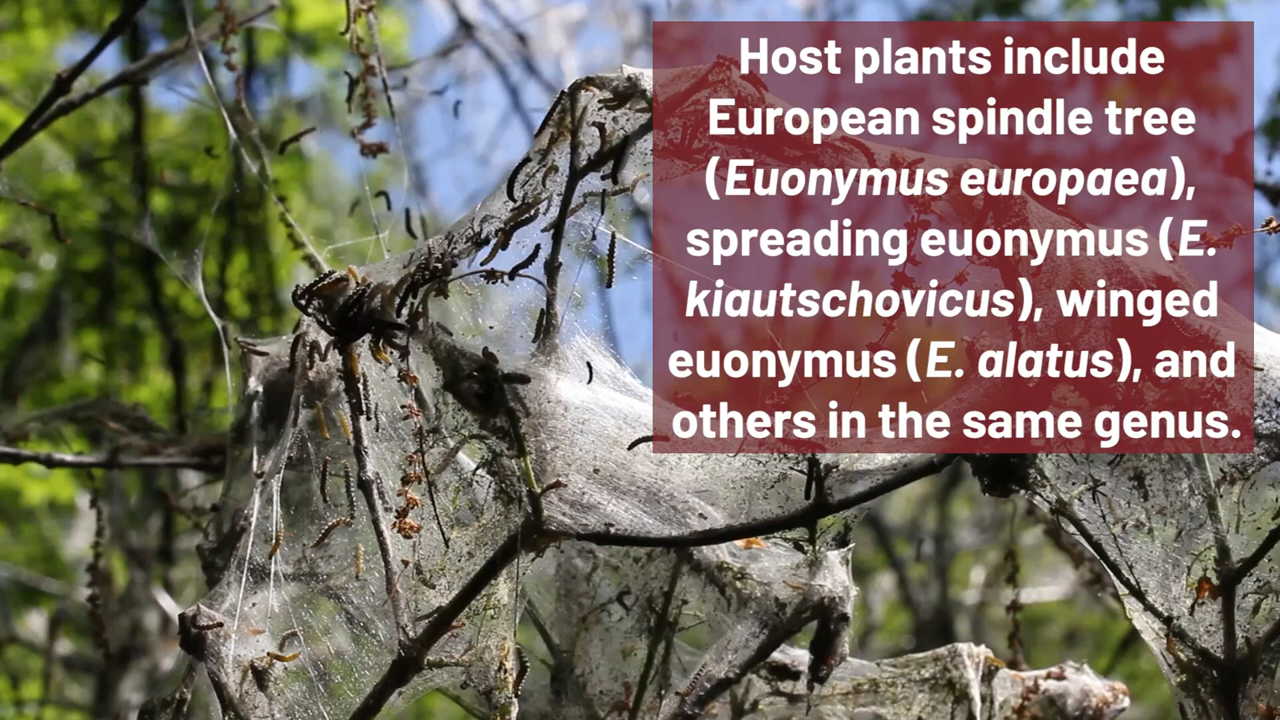 Host plants include
European spindle tree
(Euonymus europaea),
spreading euonymus (E.
kiautschovicus), winged
euonymus (E. alatus), and
others in the same genus.